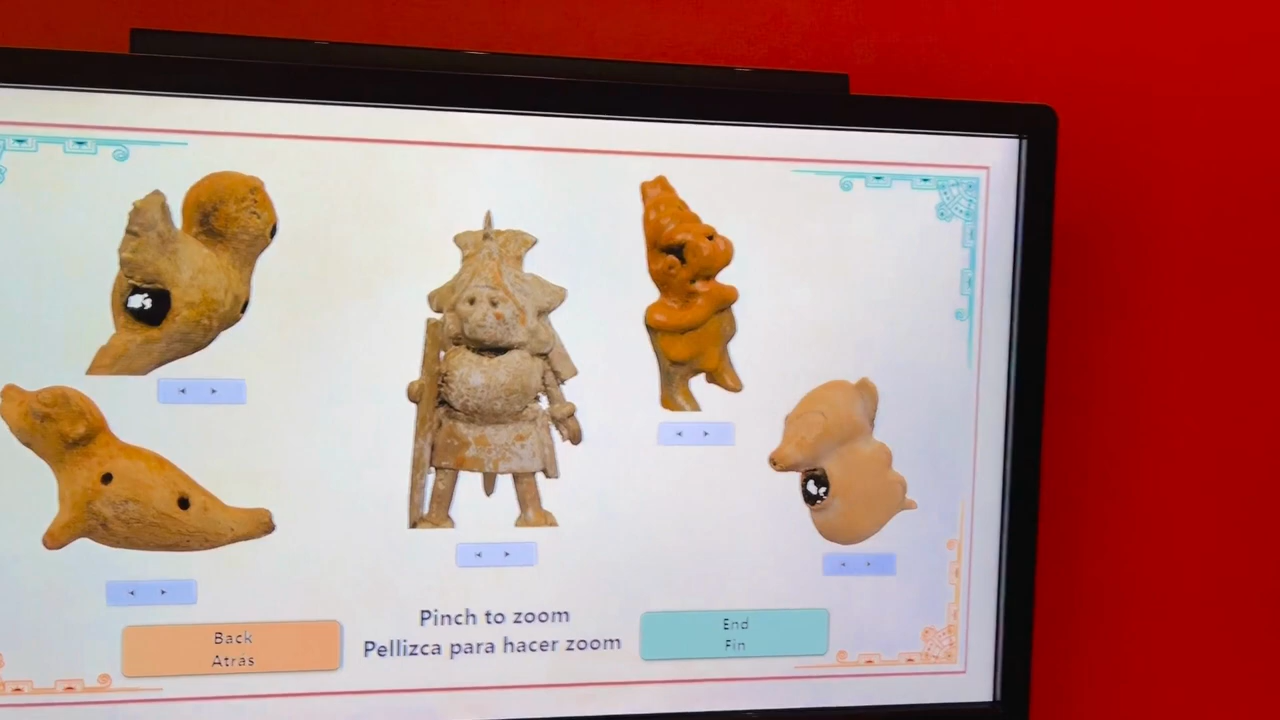 Pinch to zoom
Pellizca para hacer zoom
Back
Atrás
End
Fin